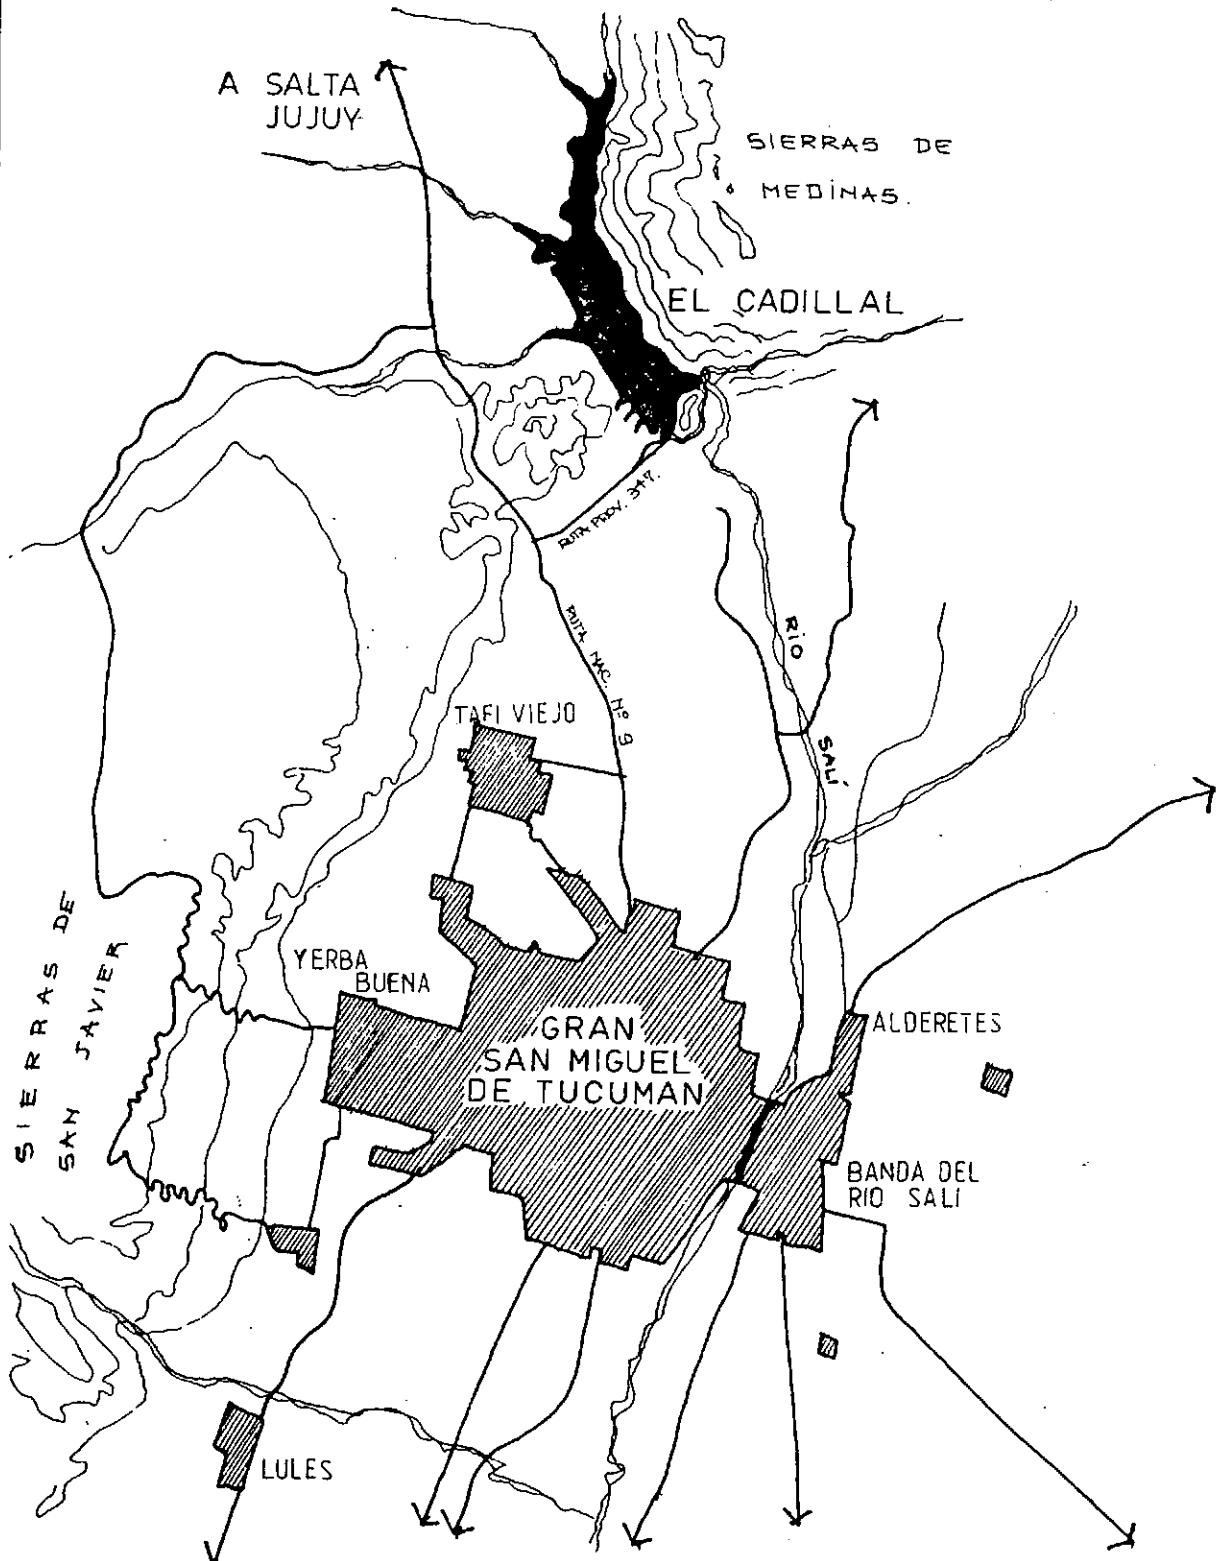 A SALTA
JUJUY
SIERRAS DE
MEDINAS.
EL CADILLAL
RUTA PROV. 347.
RUTA NAC. Nº 9
RÍO
SALÍ
TAFI VIEJO
SIERRAS DE
SAN JAVIER
YERBA
BUENA
GRAN
SAN MIGUEL
DE TUCUMAN
ALDERETES
BANDA DEL
RIO SALI
LULES